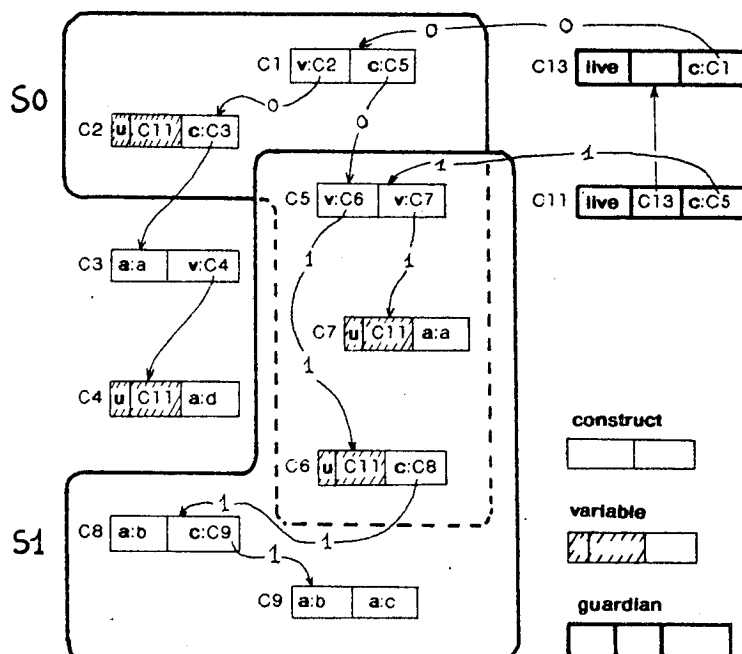 0 0
C1 v:C2 c:C5 C13 live c:C1
S0
0
C2 u C11 c:C3 0
1 1
C5 v:C6 v:C7 C11 live C13 c:C5
C3 a:a v:C4 1 1
C7 u C11 a:a
1
C4 u C11 a:d
construct
C6 u C11 c:C8
1
C8 a:b c:C9 1
S1 1
variable
C9 a:b a:c
guardian